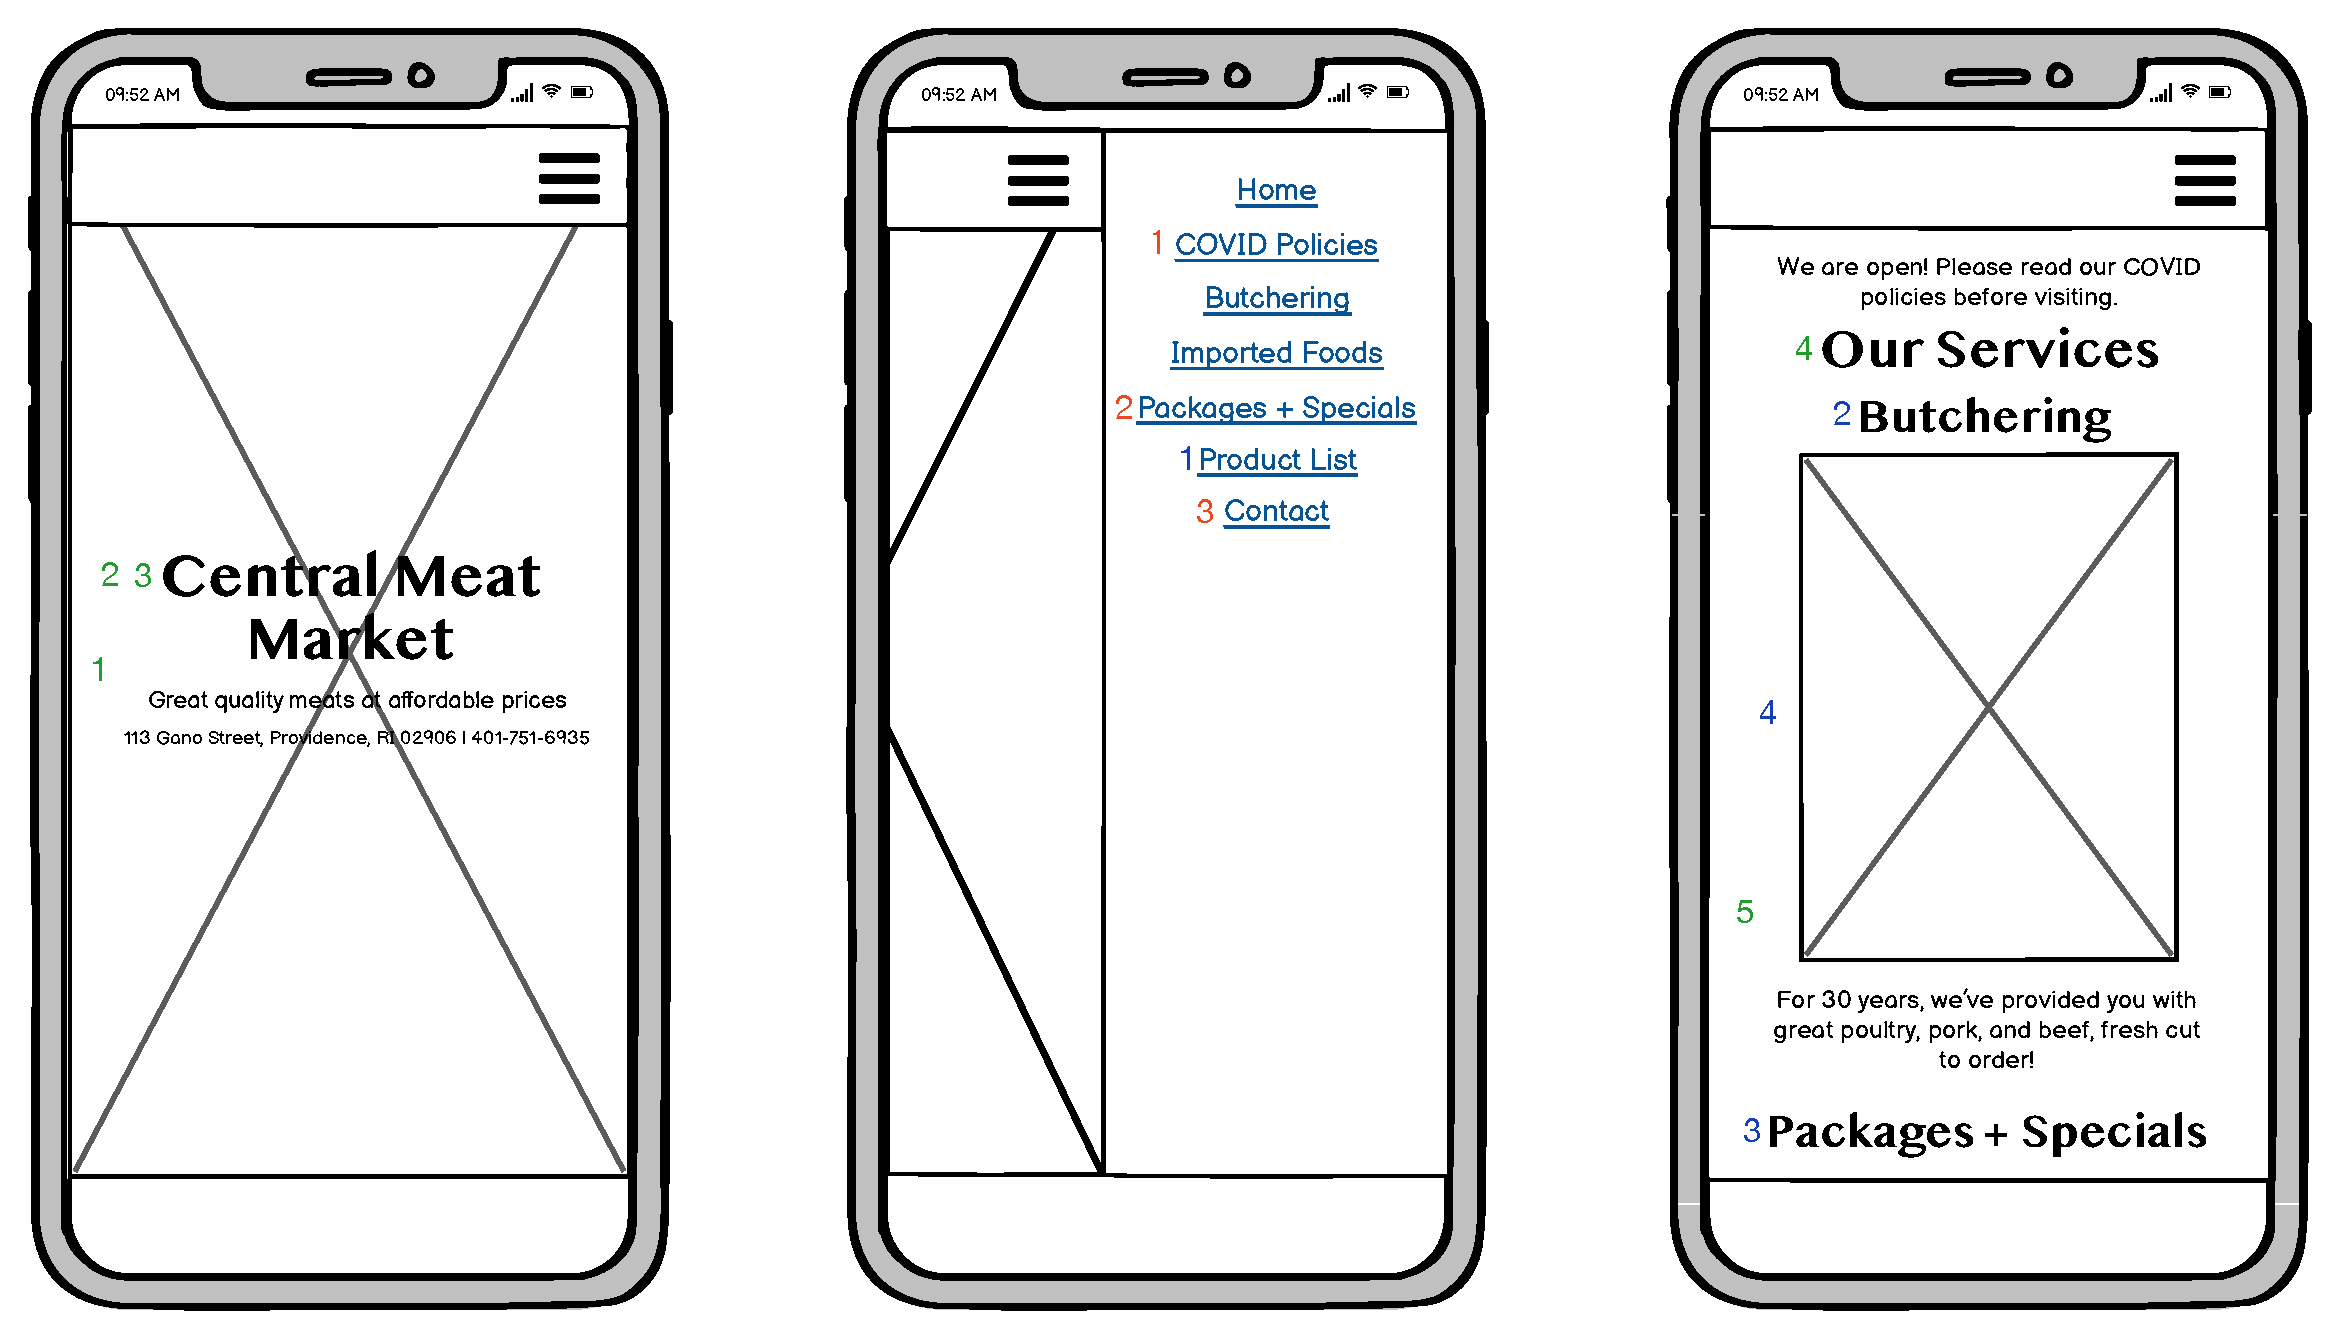 09:52 AM
2 3 Central Meat
Market
1
Great quality meats at affordable prices
113 Gano Street, Providence, RI 02906 | 401-751-6935
09:52 AM
Home
1 COVID Policies
Butchering
Imported Foods
2 Packages + Specials
1 Product List
3 Contact
09:52 AM
We are open! Please read our COVID
policies before visiting.
4 Our Services
2 Butchering
4
5
For 30 years, we've provided you with
great poultry, pork, and beef, fresh cut
to order!
3 Packages + Specials